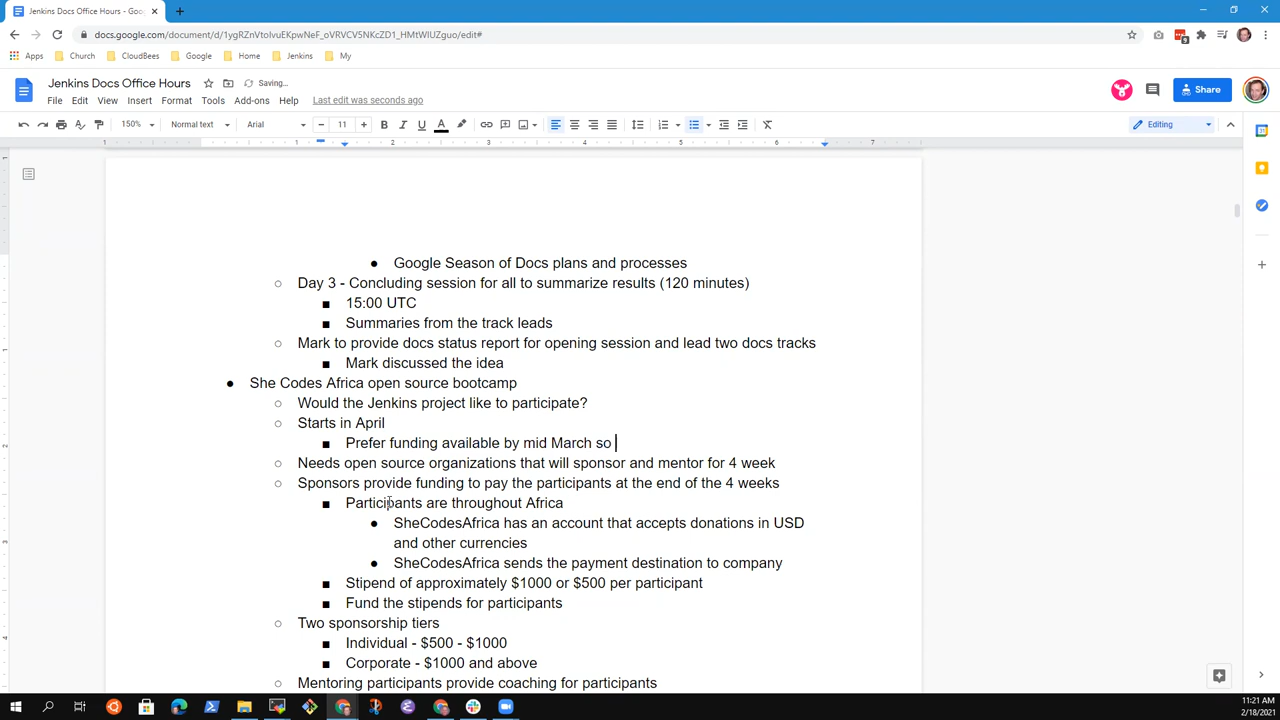 Jenkins Docs Office Hours - Goo
docs.google.com/document/d/1ygRZnVtolvuEKpwNeF_oVRVCV5NKcZD1_HMtWIUZguo/edit#
Apps Church CloudBees Google Home Jenkins My
Jenkins Docs Office Hours Saving...
File Edit View Insert Format Tools Add-ons Help Last edit was seconds ago
Share
150% Normal text Arial 11 Editing
1 1 2 3 4 5 6 7
Google Season of Docs plans and processes
Day 3 - Concluding session for all to summarize results (120 minutes)
15:00 UTC
Summaries from the track leads
Mark to provide docs status report for opening session and lead two docs tracks
Mark discussed the idea
She Codes Africa open source bootcamp
Would the Jenkins project like to participate?
Starts in April
Prefer funding available by mid March so
Needs open source organizations that will sponsor and mentor for 4 week
Sponsors provide funding to pay the participants at the end of the 4 weeks
Participants are throughout Africa
SheCodesAfrica has an account that accepts donations in USD
and other currencies
SheCodesAfrica sends the payment destination to company
Stipend of approximately $1000 or $500 per participant
Fund the stipends for participants
Two sponsorship tiers
Individual - $500 - $1000
Corporate - $1000 and above
Mentoring participants provide coaching for participants
11:21 AM
2/18/2021